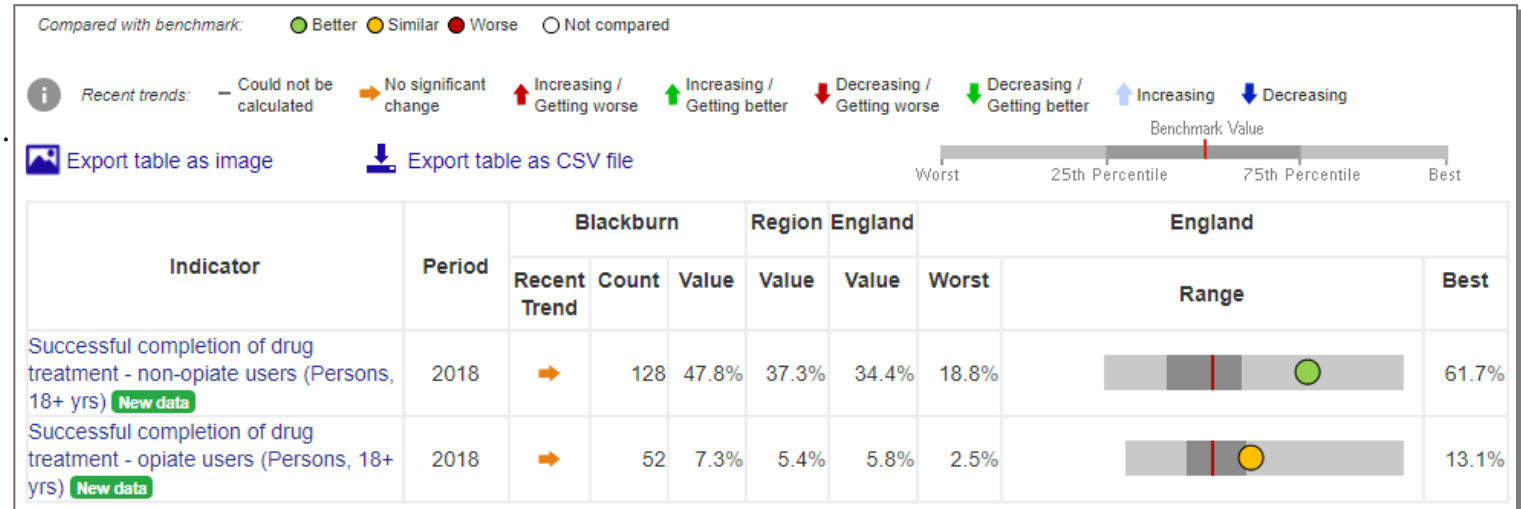 Compared with benchmark: Better Similar Worse Not compared
Recent trends: – Could not be calculated No significant change Increasing / Getting worse Increasing / Getting better Decreasing / Getting worse Decreasing / Getting better Increasing Decreasing
Benchmark Value
Export table as image Export table as CSV file
Worst 25th Percentile 75th Percentile Best
Indicator Period Blackburn Region England England
Recent Trend Count Value Value Value Worst Range Best
Successful completion of drug
treatment - non-opiate users (Persons, 2018 128 47.8% 37.3% 34.4% 18.8% 61.7%
18+ yrs) New data
Successful completion of drug
treatment - opiate users (Persons, 18+ 2018 52 7.3% 5.4% 5.8% 2.5% 13.1%
yrs) New data